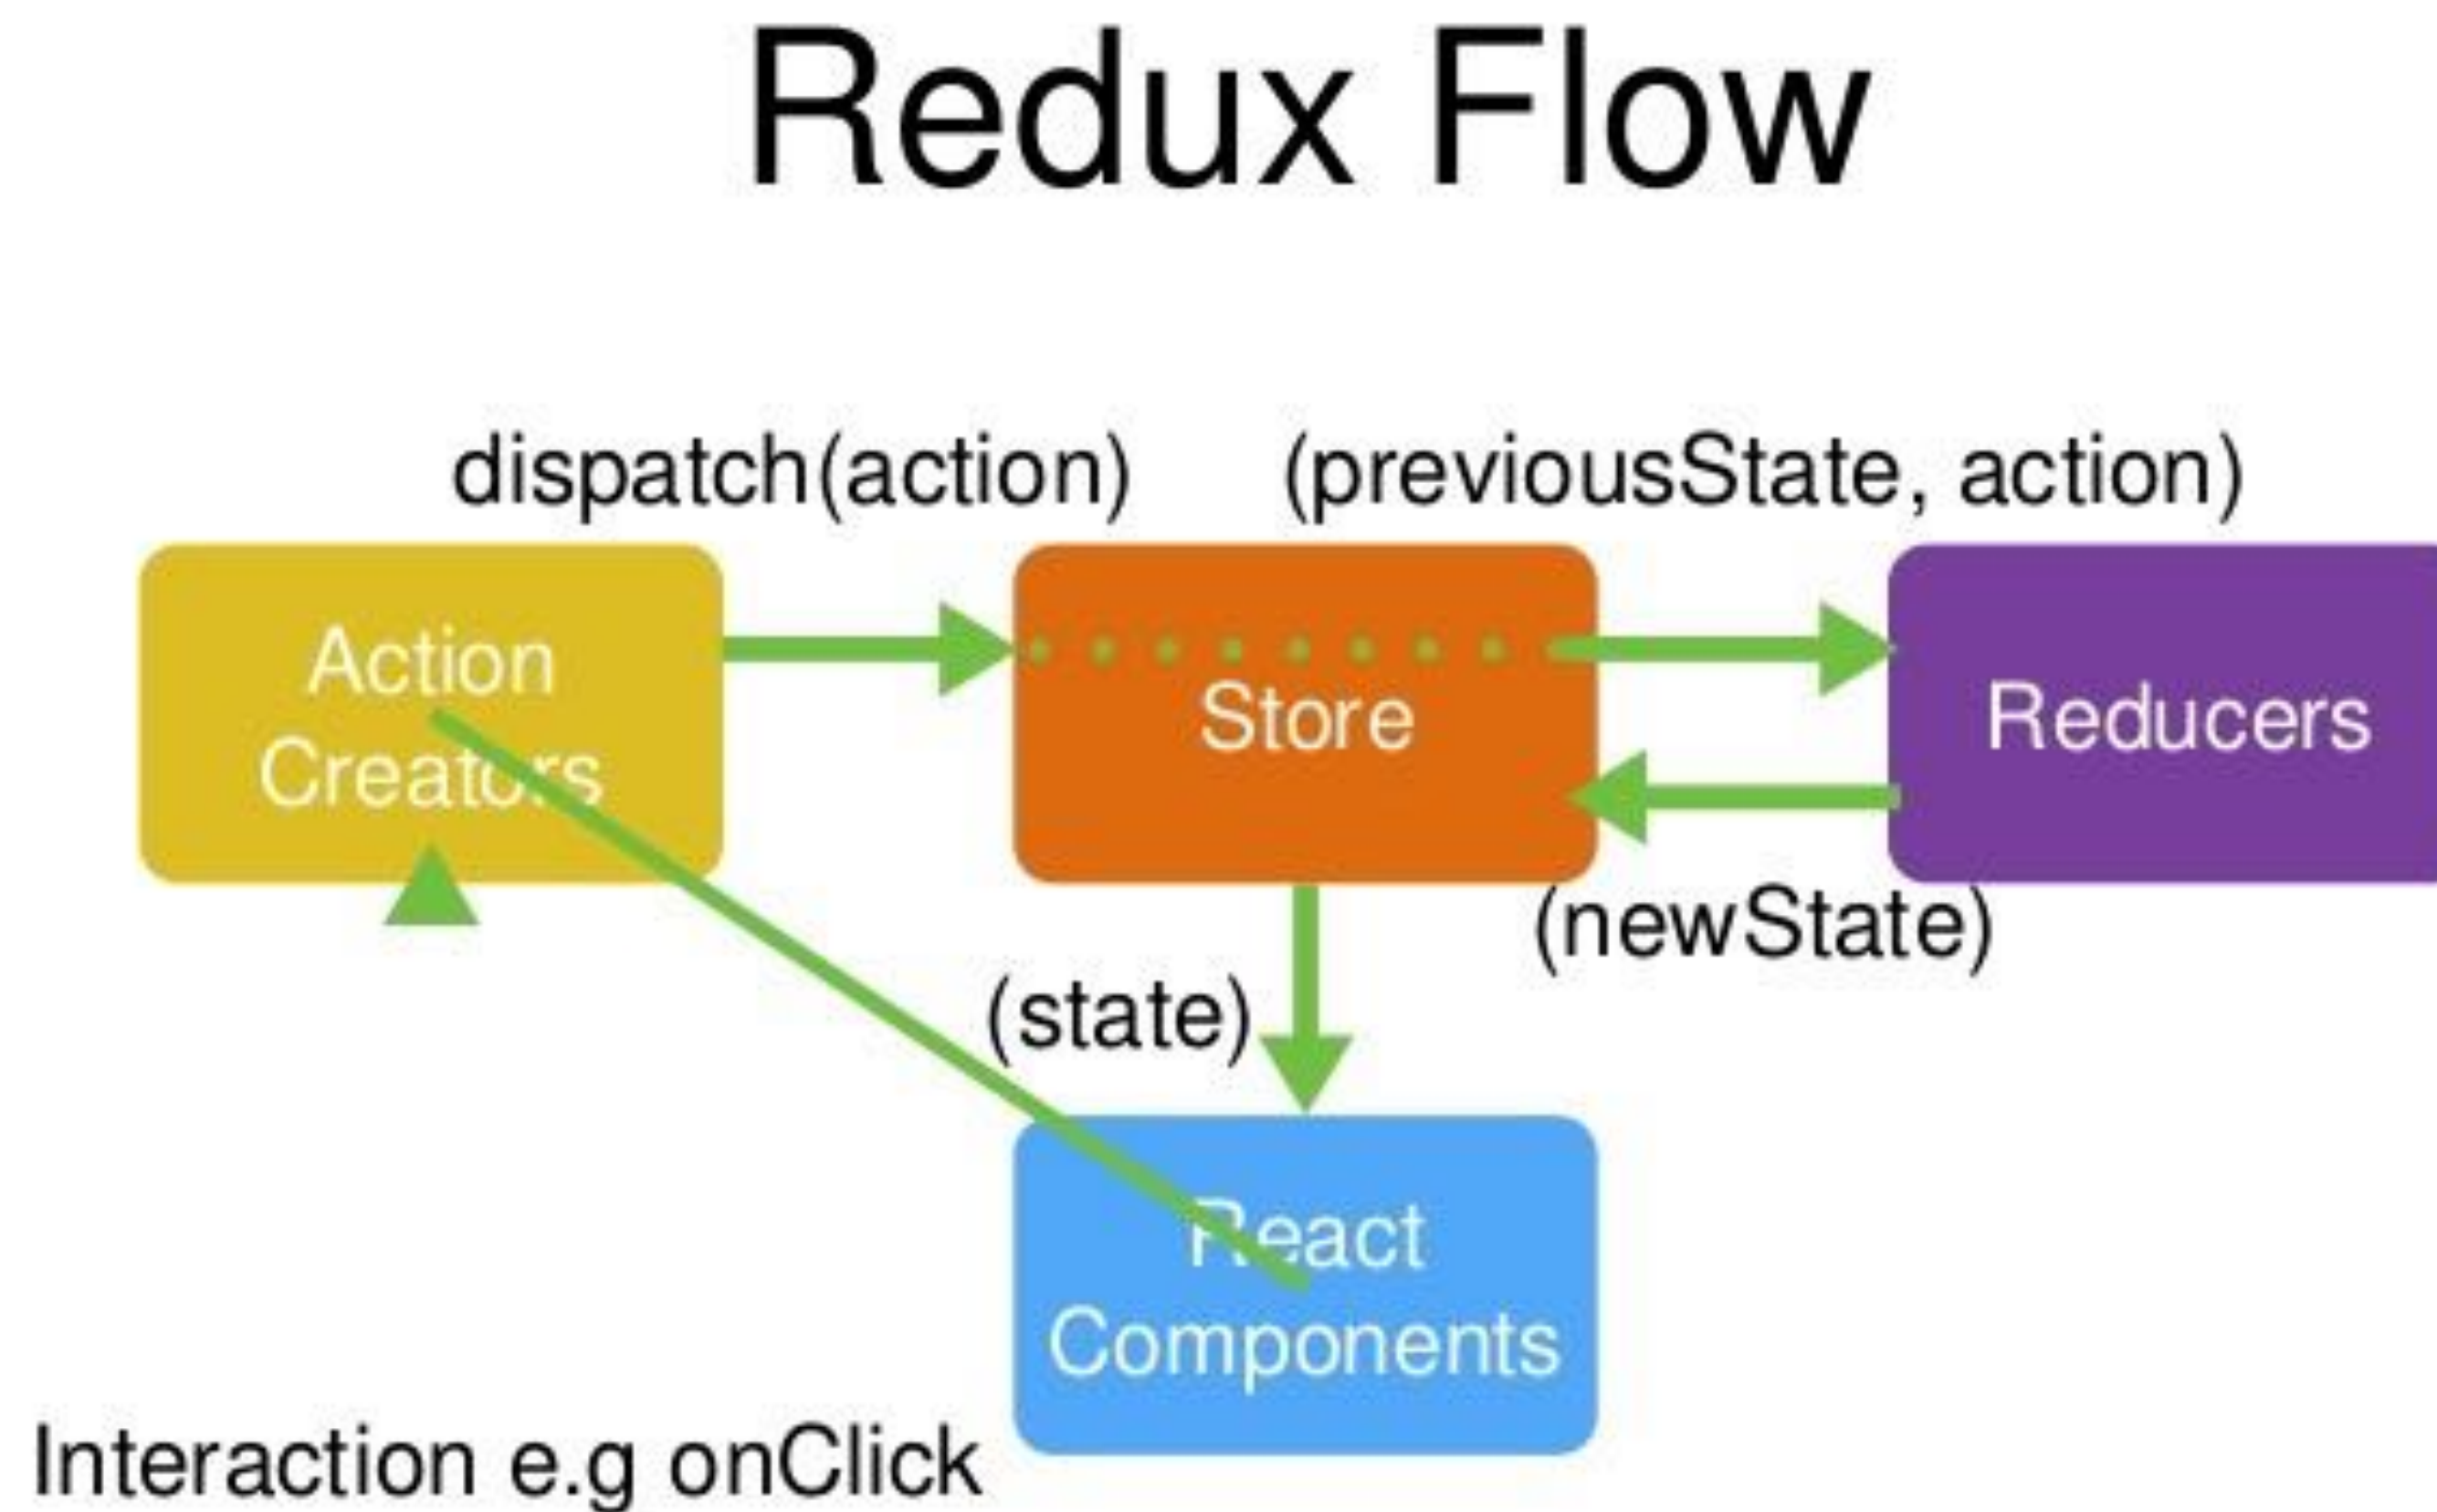 Redux Flow
dispatch(action)
(previousState, action)
Action
Creators
Store
Reducers
(newState)
(state)
React
Components
Interaction e.g onClick